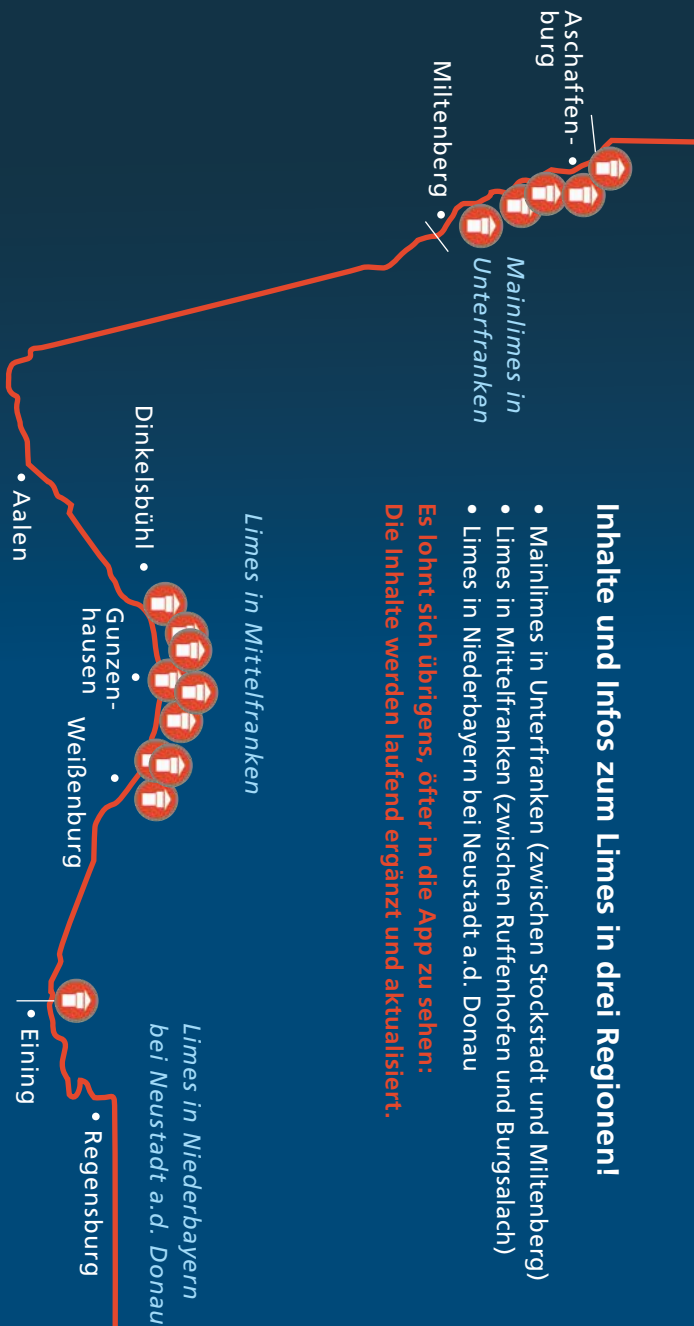 Inhalte und Infos zum Limes in drei Regionen!
• Mainlimes in Unterfranken (zwischen Stockstadt und Miltenberg)
• Limes in Mittelfranken (zwischen Ruffenhofen und Burgsalach)
• Limes in Niederbayern bei Neustadt a.d. Donau
Es lohnt sich übrigens, öfter in die App zu sehen:
Die Inhalte werden laufend ergänzt und aktualisiert.
Aschaffen-
burg
Miltenberg
Mainlimes in
Unterfranken
Limes in Mittelfranken
Dinkelsbühl
Gunzen-
hausen
Weißenburg
Aalen
Limes in Niederbayern
bei Neustadt a.d. Donau
Regensburg
Eining